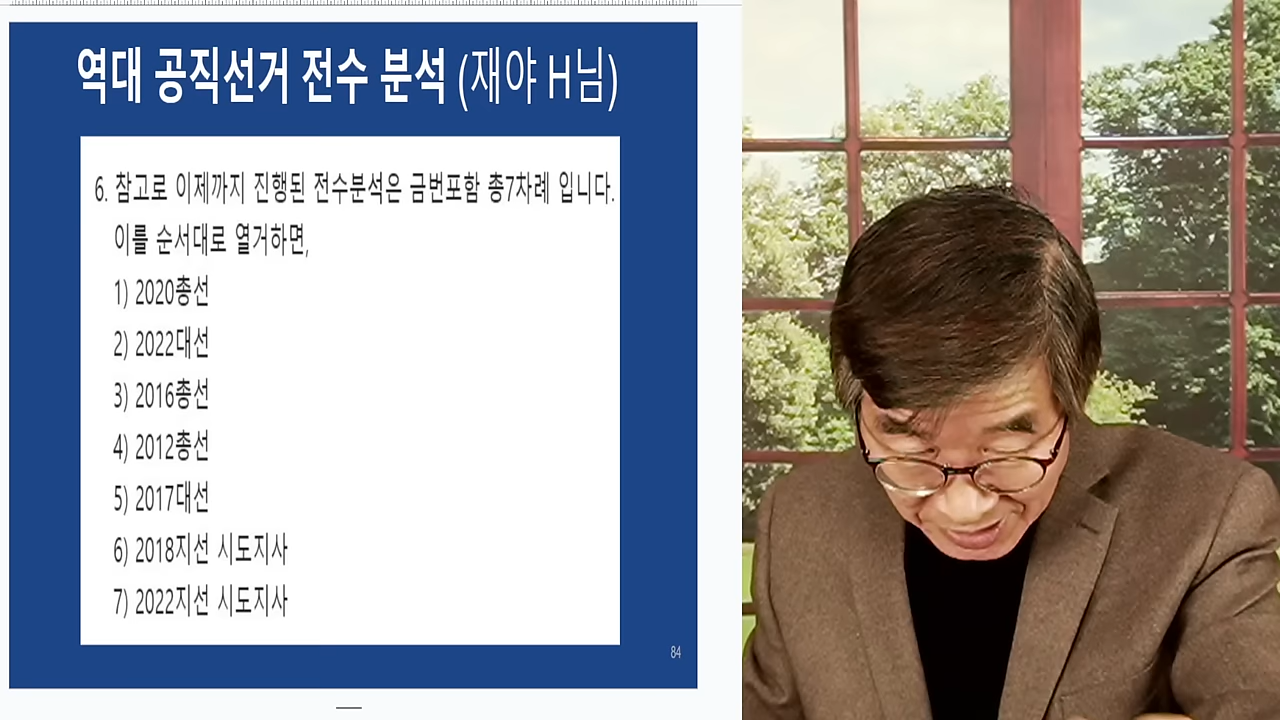 역대 공직선거 전수 분석 (재야 H님)
6. 참고로 이제까지 진행된 전수분석은 금번포함 총7차례 입니다.
이를 순서대로 열거하면,
1) 2020총선
2) 2022대선
3) 2016총선
4) 2012총선
5) 2017대선
6) 2018지선 시도지사
7) 2022지선 시도지사
84